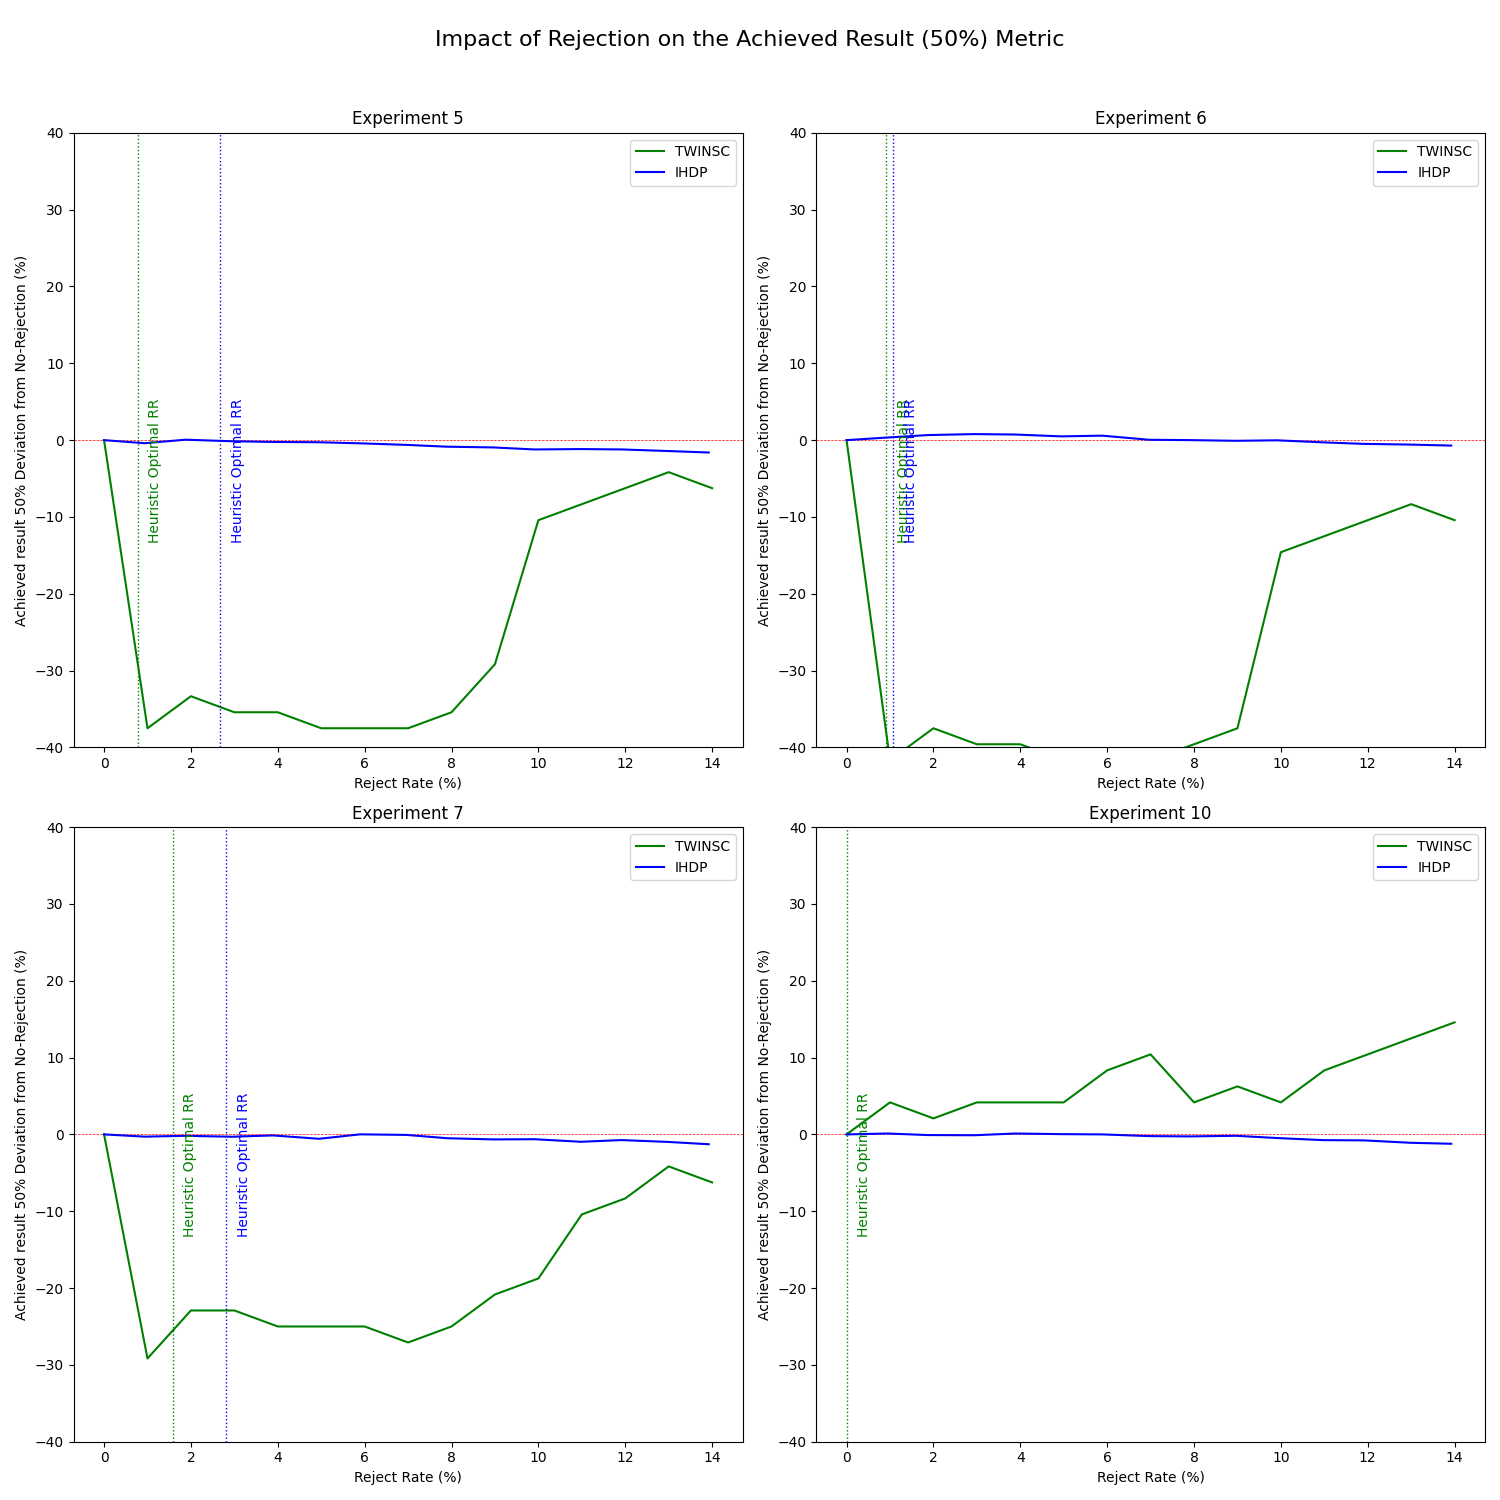 Impact of Rejection on the Achieved Result (50%) Metric
Experiment 5
Achieved result 50% Deviation from No-Rejection (%)
40
30
20
10
0
−10
−20
−30
−40
Heuristic Optimal RR
Heuristic Optimal RR
TWINSC
IHDP
0 2 4 6 8 10 12 14
Reject Rate (%)
Experiment 6
Achieved result 50% Deviation from No-Rejection (%)
40
30
20
10
0
−10
−20
−30
−40
Heuristic Optimal RR
Heuristic Optimal RR
TWINSC
IHDP
0 2 4 6 8 10 12 14
Reject Rate (%)
Experiment 7
Achieved result 50% Deviation from No-Rejection (%)
40
30
20
10
0
−10
−20
−30
−40
Heuristic Optimal RR
Heuristic Optimal RR
TWINSC
IHDP
0 2 4 6 8 10 12 14
Reject Rate (%)
Experiment 10
Achieved result 50% Deviation from No-Rejection (%)
40
30
20
10
0
−10
−20
−30
−40
Heuristic Optimal RR
TWINSC
IHDP
0 2 4 6 8 10 12 14
Reject Rate (%)